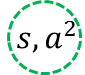 s, a²